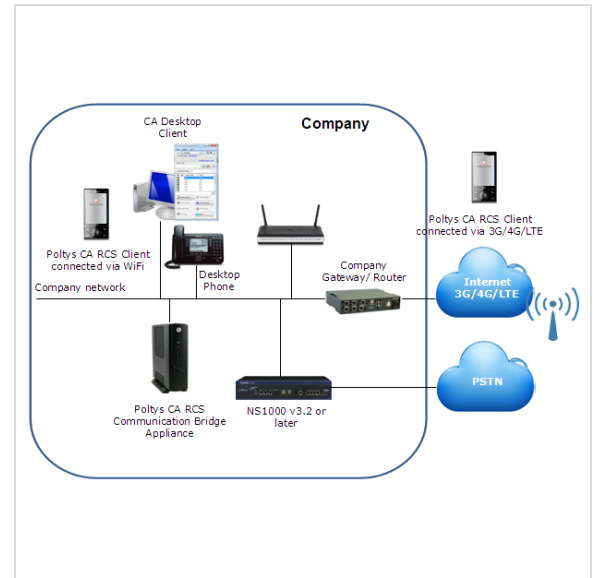 CA Desktop
Client
Company
Poltys CA RCS Client
connected via WiFi
Desktop
Phone
Company
Gateway/ Router
Poltys CA RCS Client
connected via 3G/4G/LTE
Company network
Internet
3G/4G/LTE
Poltys CA RCS
Communication Bridge
Appliance
NS1000 v3.2 or
later
PSTN